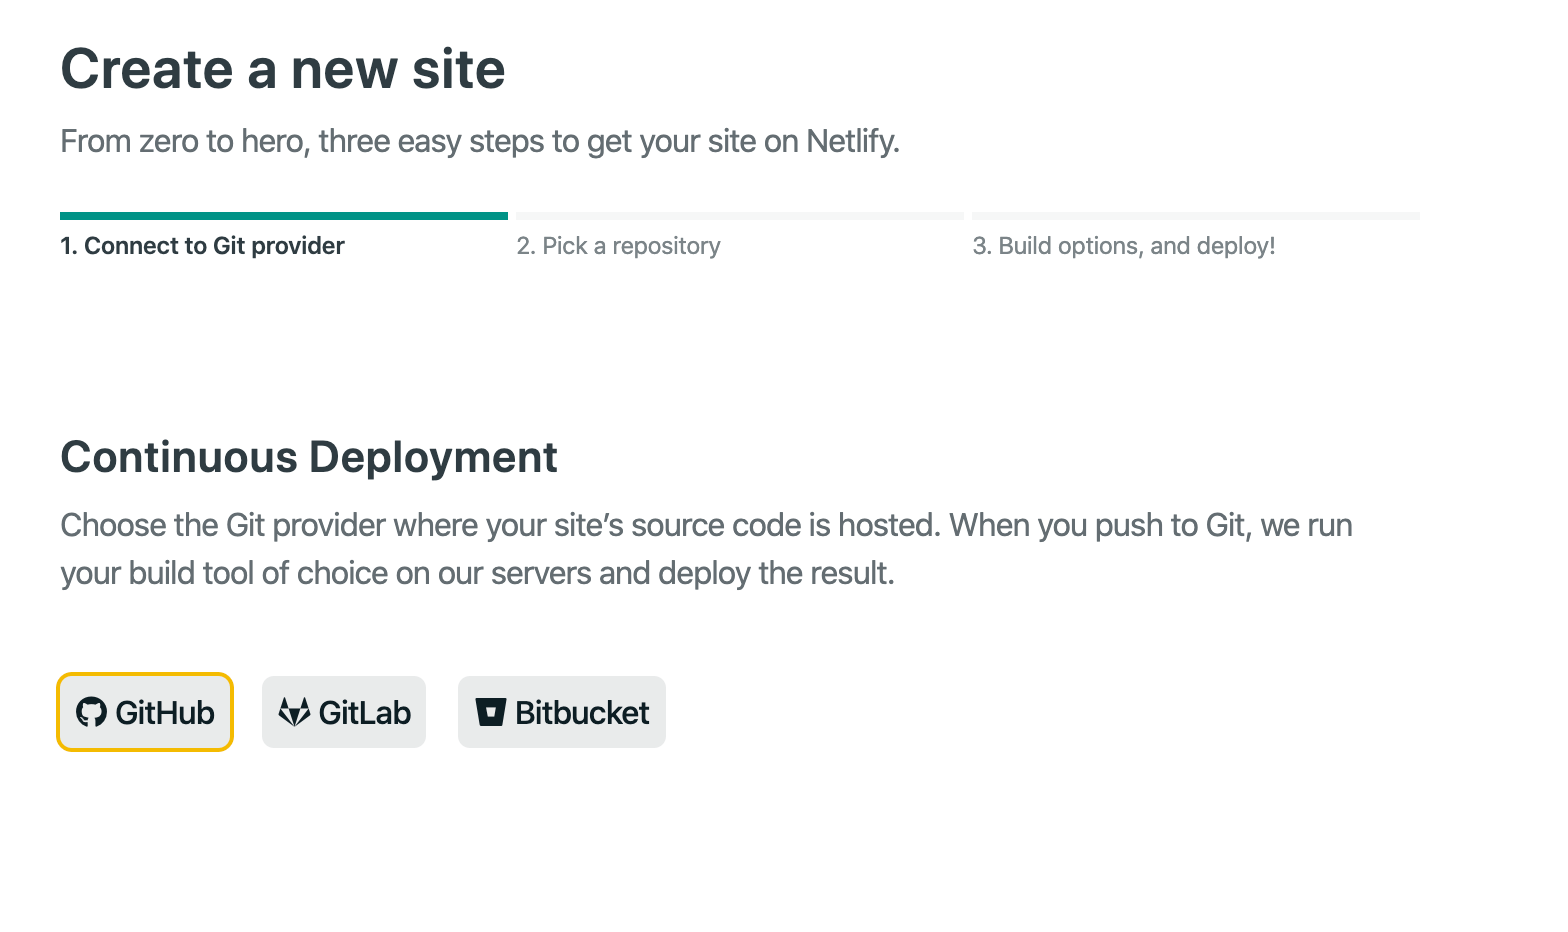 Create a new site
From zero to hero, three easy steps to get your site on Netlify.
1. Connect to Git provider
2. Pick a repository
3. Build options, and deploy!
Continuous Deployment
Choose the Git provider where your site’s source code is hosted. When you push to Git, we run
your build tool of choice on our servers and deploy the result.
GitHub
GitLab
Bitbucket